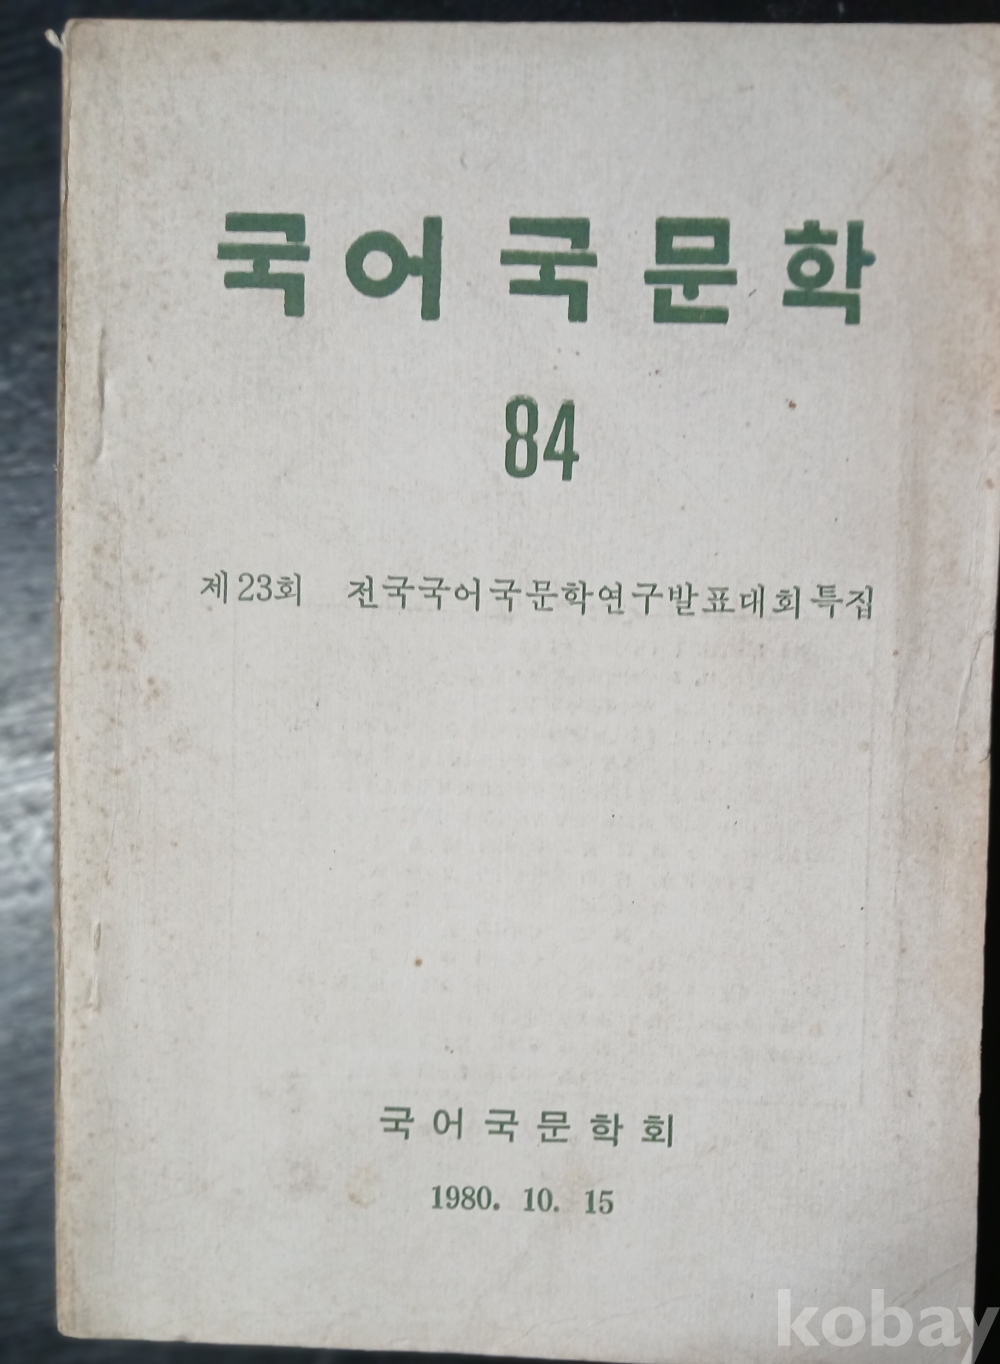 국어국문학
84
제23회 전국국어국문학연구발표대회특집
국어국문학회
1980. 10. 15
kobay